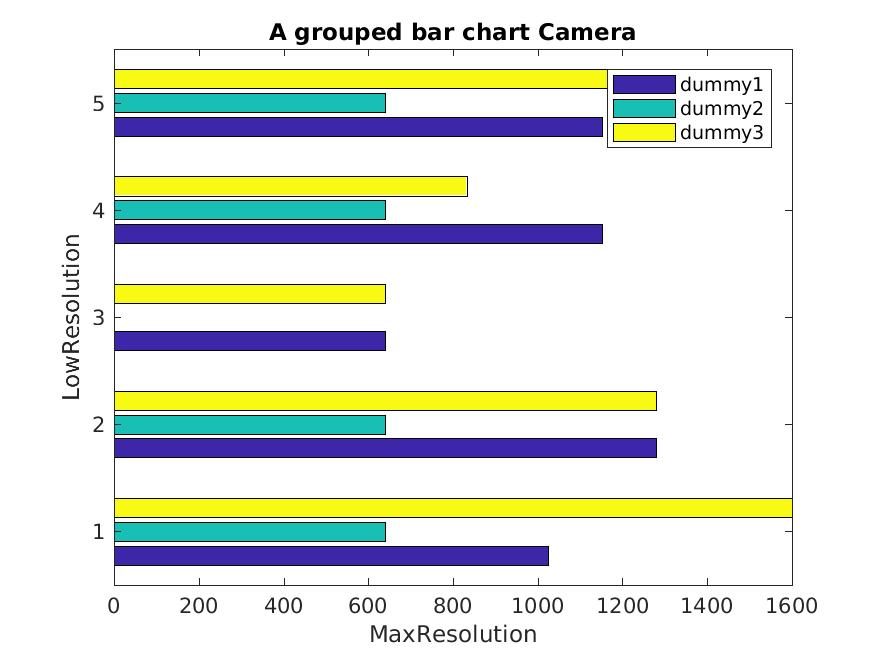 A grouped bar chart Camera
dummy1
dummy2
dummy3
5
4
3
2
1
LowResolution
0 200 400 600 800 1000 1200 1400 1600
MaxResolution